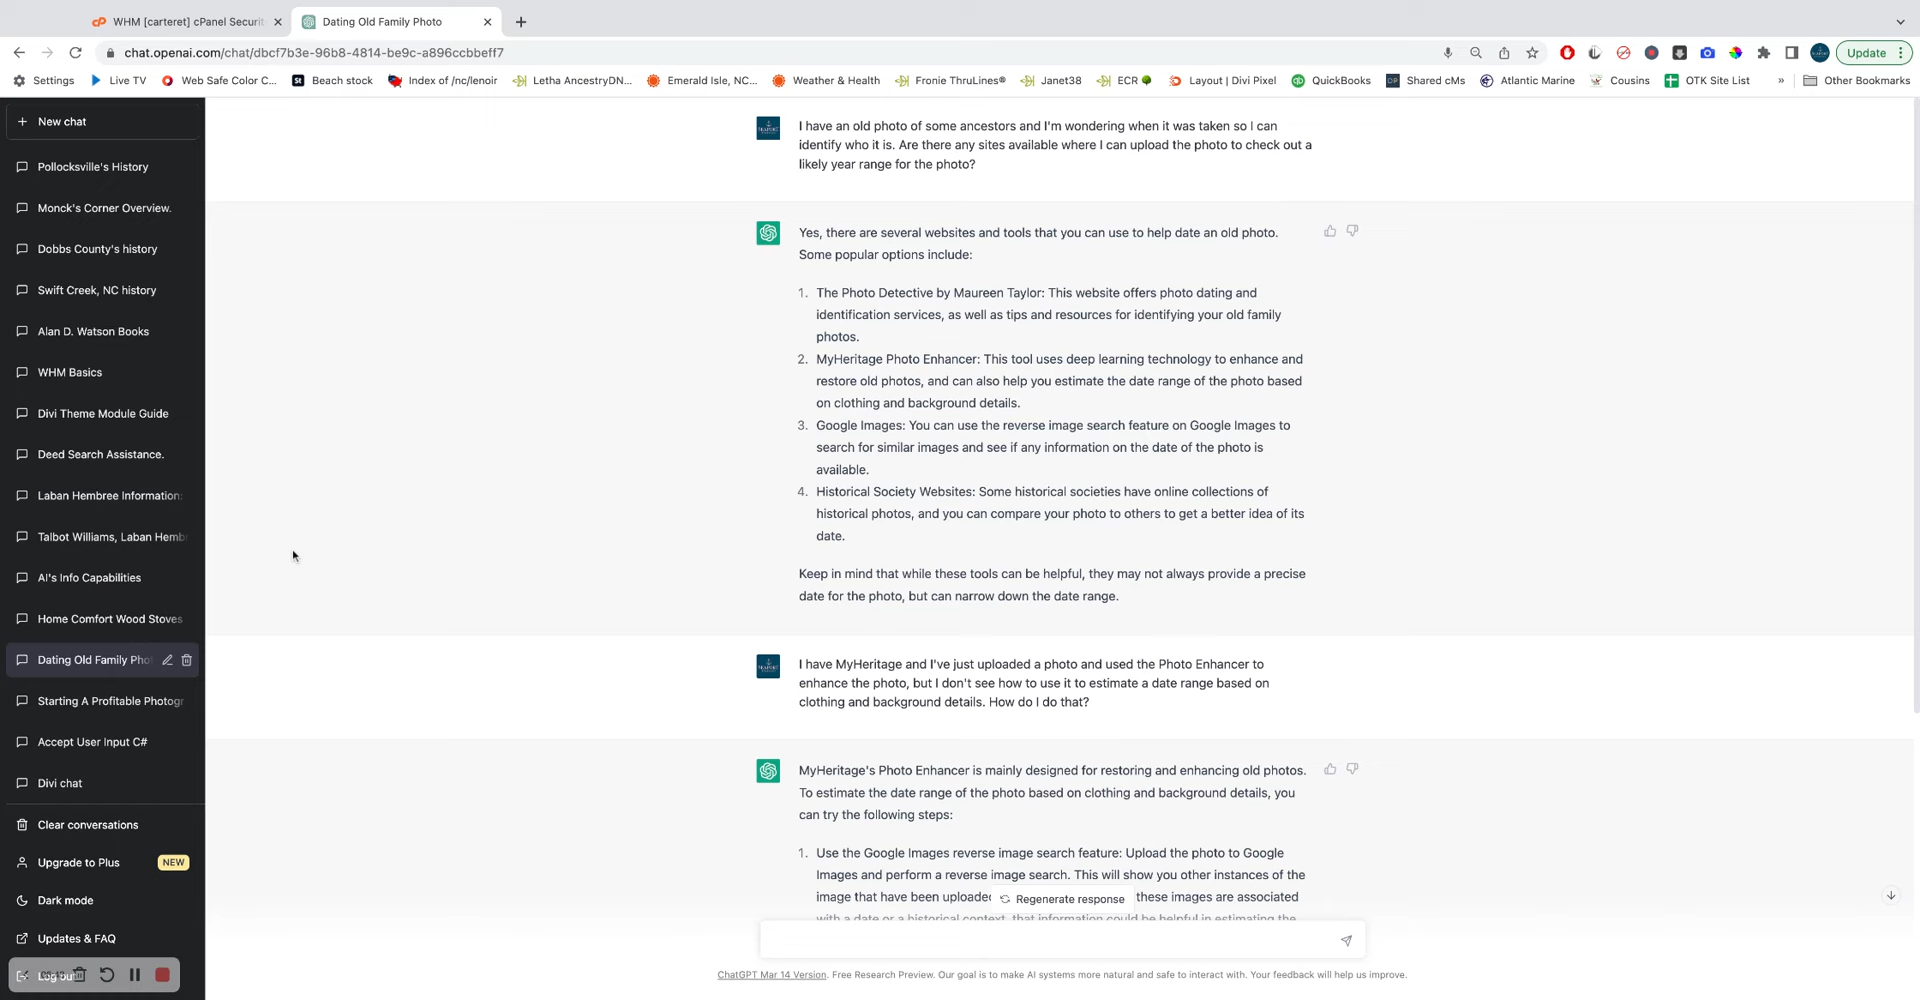 WHM [carteret] cPanel Securit
Dating Old Family Photo
chat.openai.com/chat/dbcf7b3e-96b8-4814-be9c-a896ccbbeff7
Update
Settings
Live TV
Web Safe Color C...
Beach stock
Index of /nc/lenoir
Letha AncestryDN...
Emerald Isle, NC...
Weather & Health
Fronie ThruLines®
Janet38
ECR
Layout | Divi Pixel
QuickBooks
Shared cMs
Atlantic Marine
Cousins
OTK Site List
»
Other Bookmarks
New chat
Pollocksville's History
Monck's Corner Overview.
Dobbs County's history
Swift Creek, NC history
Alan D. Watson Books
WHM Basics
Divi Theme Module Guide
Deed Search Assistance.
Laban Hembree Information:
Talbot Williams, Laban Hemb
AI's Info Capabilities
Home Comfort Wood Stoves
Dating Old Family Pho
Starting A Profitable Photogr
Accept User Input C#
Divi chat
Clear conversations
Upgrade to Plus
NEW
Dark mode
Updates & FAQ
I have an old photo of some ancestors and I'm wondering when it was taken so I can
identify who it is. Are there any sites available where I can upload the photo to check out a
likely year range for the photo?
Yes, there are several websites and tools that you can use to help date an old photo.
Some popular options include:
1. The Photo Detective by Maureen Taylor: This website offers photo dating and
identification services, as well as tips and resources for identifying your old family
photos.
2. MyHeritage Photo Enhancer: This tool uses deep learning technology to enhance and
restore old photos, and can also help you estimate the date range of the photo based
on clothing and background details.
3. Google Images: You can use the reverse image search feature on Google Images to
search for similar images and see if any information on the date of the photo is
available.
4. Historical Society Websites: Some historical societies have online collections of
historical photos, and you can compare your photo to others to get a better idea of its
date.
Keep in mind that while these tools can be helpful, they may not always provide a precise
date for the photo, but can narrow down the date range.
I have MyHeritage and I've just uploaded a photo and used the Photo Enhancer to
enhance the photo, but I don't see how to use it to estimate a date range based on
clothing and background details. How do I do that?
MyHeritage's Photo Enhancer is mainly designed for restoring and enhancing old photos.
To estimate the date range of the photo based on clothing and background details, you
can try the following steps:
1. Use the Google Images reverse image search feature: Upload the photo to Google
Images and perform a reverse image search. This will show you other instances of the
image that have been uploaded
Regenerate response
these images are associated
with a date or a historical context, that information could be helpful in estimating the
ChatGPT Mar 14 Version. Free Research Preview. Our goal is to make AI systems more natural and safe to interact with. Your feedback will help us improve.